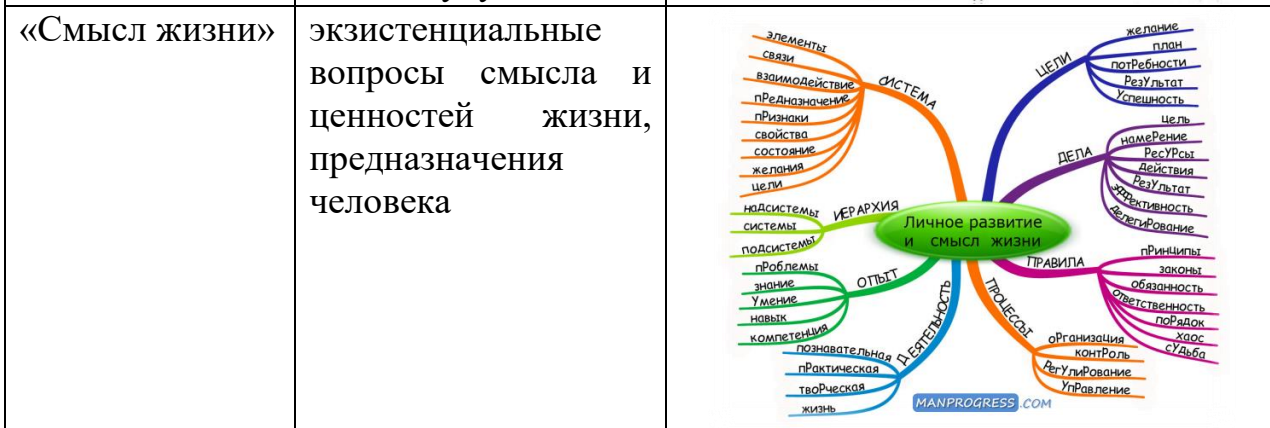 «Смысл жизни»
экзистенциальные
вопросы смысла и
ценностей жизни,
предназначения
человека
элементы
связи
взаимодействие
пРедназначение
пРизнаки
свойства
состояние
желания
цели
СИСТЕМА
желание
план
потРебности
РезУльтат
Успешность
ЦЕЛИ
цель
намеРение
РесУРсы
действия
РезУльтат
эффективность
делегиРование
ДЕЛА
надсистемы
системы
подсистемы
ИЕРАРХИЯ
Личное развитие
и смысл жизни
пРинципы
законы
обязанность
ответственность
поРядок
хаос
сУдьба
ПРАВИЛА
пРоблемы
знание
Умение
навык
компетенция
ОПЫТ
познавательная
пРактическая
твоРческая
жизнь
ДЕЯТЕЛЬНОСТЬ
оРганизация
контРоль
РегУлиРование
УпРавление
ПРОЦЕССЫ
MANPROGRESS.COM